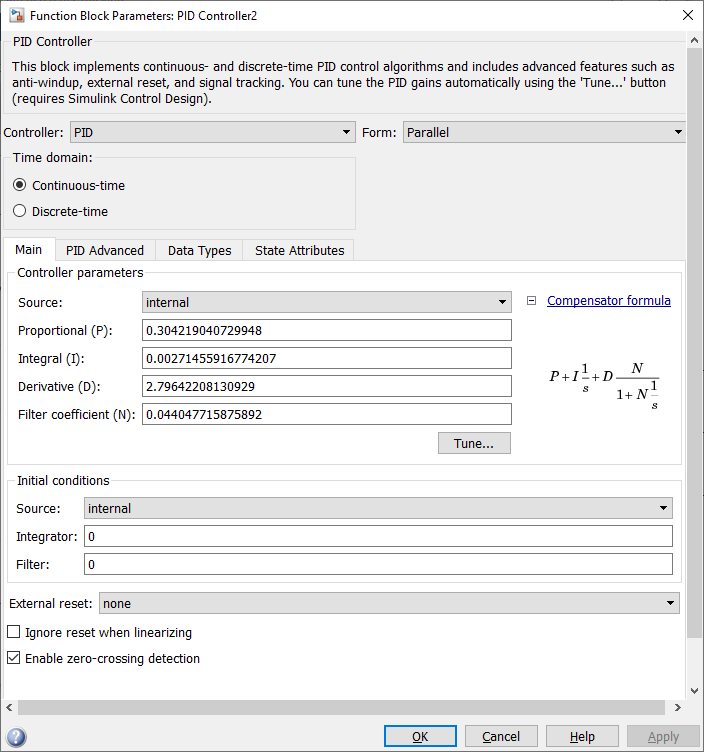 Function Block Parameters: PID Controller2
PID Controller
This block implements continuous- and discrete-time PID control algorithms and includes advanced features such as
anti-windup, external reset, and signal tracking. You can tune the PID gains automatically using the 'Tune...' button
(requires Simulink Control Design).
Controller: PID Form: Parallel
Time domain:
Continuous-time
Discrete-time
Main PID Advanced Data Types State Attributes
Controller parameters
Source: internal Compensator formula
Proportional (P): 0.304219040729948
Integral (I): 0.00271455916774207
Derivative (D): 2.79642208130929
Filter coefficient (N): 0.044047715875892
P + I 1/s + D N/(1 + N 1/s)
Tune...
Initial conditions
Source: internal
Integrator: 0
Filter: 0
External reset: none
Ignore reset when linearizing
Enable zero-crossing detection
? OK Cancel Help Apply